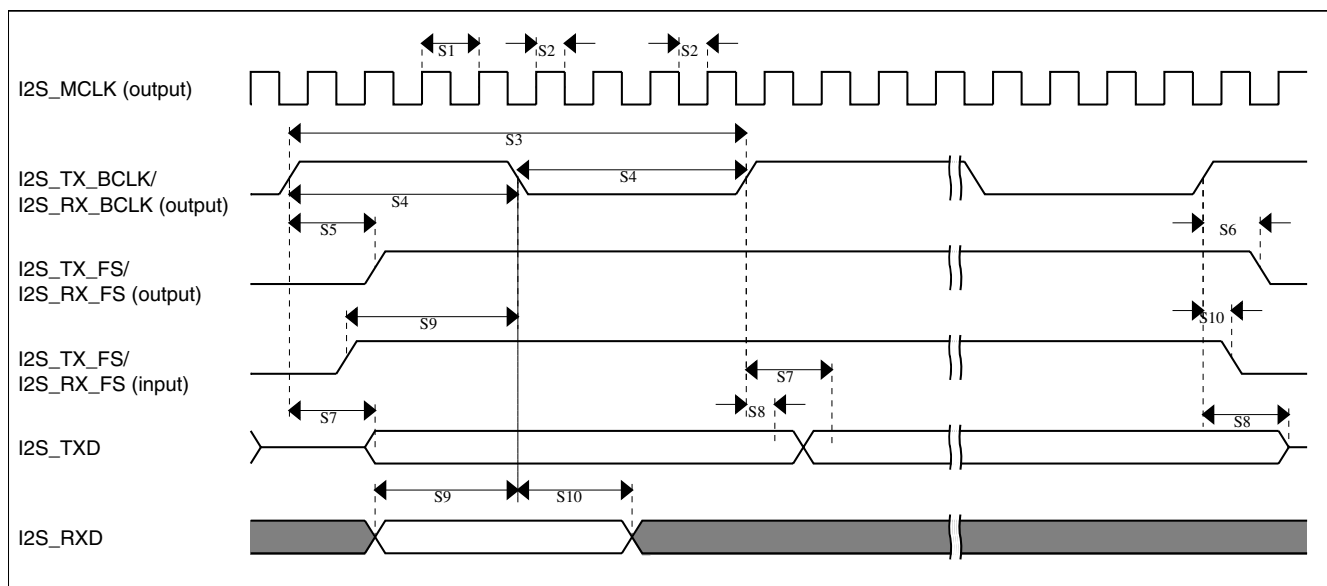 S1
S2
S2
I2S_MCLK (output)
S3
I2S_TX_BCLK/
I2S_RX_BCLK (output)
S4
S4
S5
S6
I2S_TX_FS/
I2S_RX_FS (output)
S9
S10
I2S_TX_FS/
I2S_RX_FS (input)
S7
S7
S8
S8
I2S_TXD
S9
S10
I2S_RXD